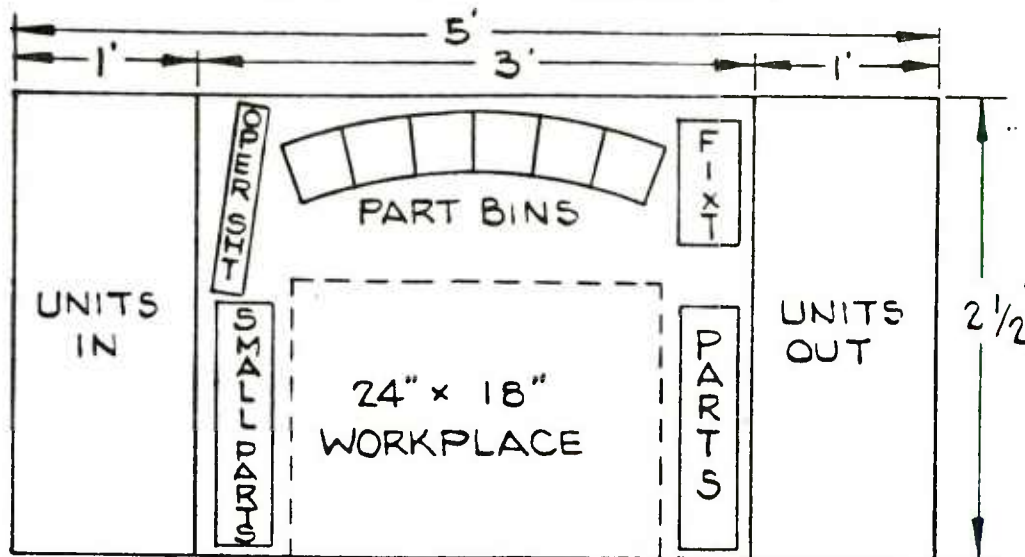 5'
1' 3' 1'
OPER SHT
PART BINS
FIXT
UNITS
IN
SMALL PARTS
24" x 18"
WORKPLACE
PARTS
UNITS
OUT
2 1/2'